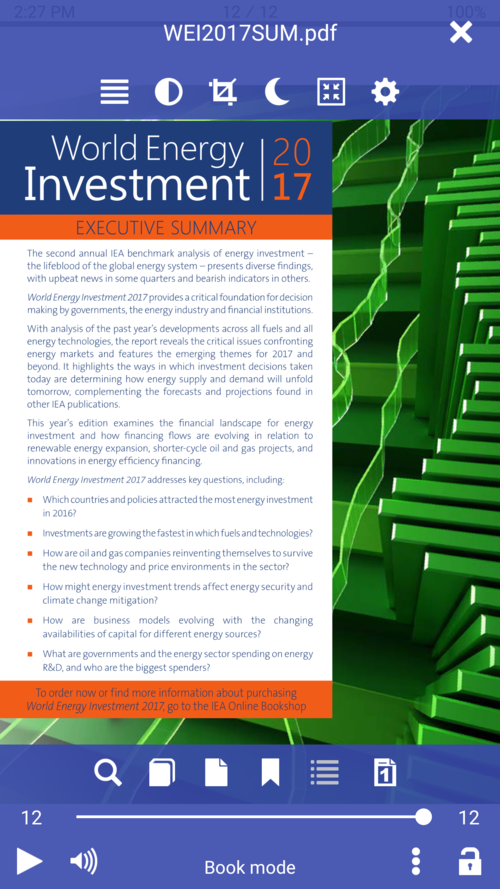 2:27 PM 12 / 12 100%
WEI2017SUM.pdf
World Energy
Investment
20
17
EXECUTIVE SUMMARY
The second annual IEA benchmark analysis of energy investment –
the lifeblood of the global energy system – presents diverse findings,
with upbeat news in some quarters and bearish indicators in others.
World Energy Investment 2017 provides a critical foundation for decision
making by governments, the energy industry and financial institutions.
With analysis of the past year's developments across all fuels and all
energy technologies, the report reveals the critical issues confronting
energy markets and features the emerging themes for 2017 and
beyond. It highlights the ways in which investment decisions taken
today are determining how energy supply and demand will unfold
tomorrow, complementing the forecasts and projections found in
other IEA publications.
This year's edition examines the financial landscape for energy
investment and how financing flows are evolving in relation to
renewable energy expansion, shorter-cycle oil and gas projects, and
innovations in energy efficiency financing.
World Energy Investment 2017 addresses key questions, including:
■ Which countries and policies attracted the most energy investment
in 2016?
■ Investments are growing the fastest in which fuels and technologies?
■ How are oil and gas companies reinventing themselves to survive
the new technology and price environments in the sector?
■ How might energy investment trends affect energy security and
climate change mitigation?
■ How are business models evolving with the changing
availabilities of capital for different energy sources?
■ What are governments and the energy sector spending on energy
R&D, and who are the biggest spenders?
To order now or find more information about purchasing
World Energy Investment 2017, go to the IEA Online Bookshop
1
12 12
Book mode